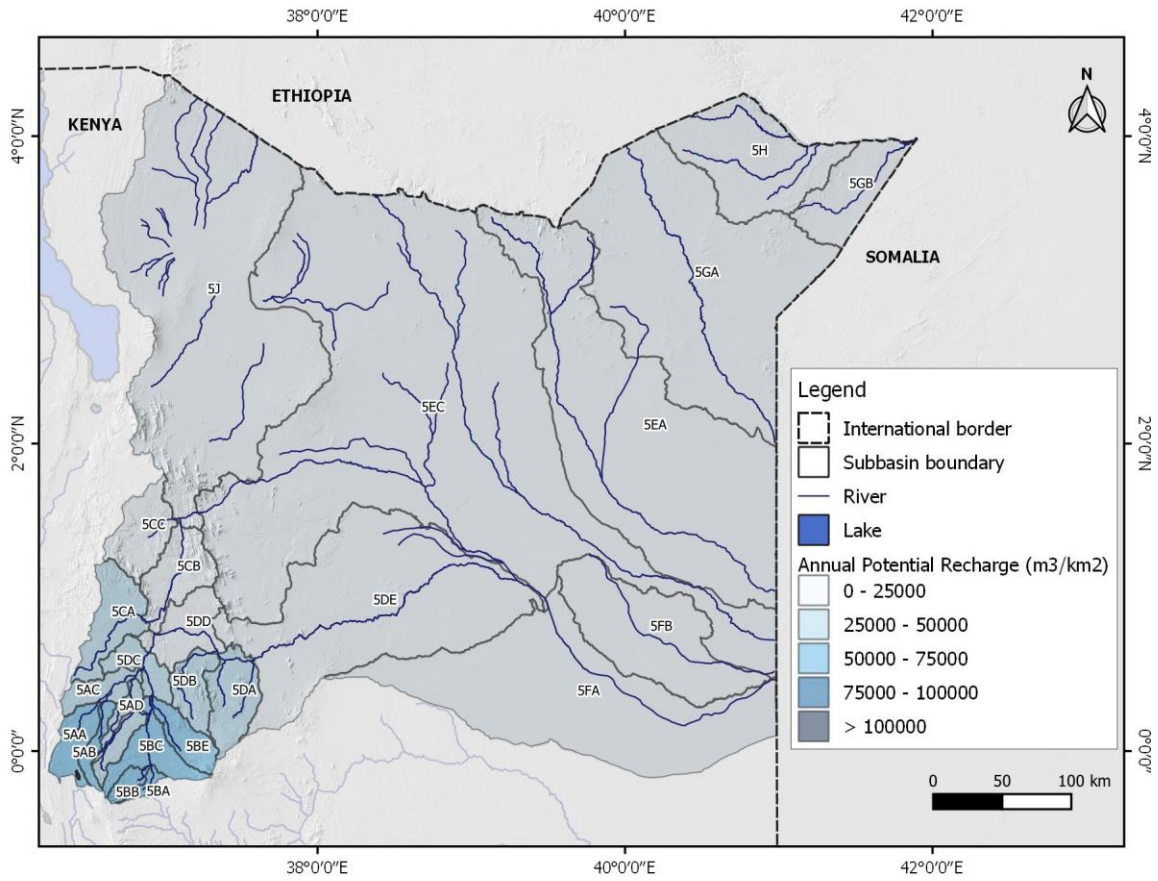 38°0'0"E
40°0'0"E
42°0'0"E
ETHIOPIA
N
KENYA
4°0'0"N
4°0'0"N
5H
5GB
SOMALIA
5GA
5J
Legend
International border
Subbasin boundary
River
Lake
Annual Potential Recharge (m3/km2)
0 - 25000
25000 - 50000
50000 - 75000
75000 - 100000
> 100000
5EC
5EA
2°0'0"N
2°0'0"N
5CC
5CB
5CA
5DE
5DD
5FB
5DC
5DB
5DA
5AC
5AD
5FA
5AA
5AB
5BC
5BE
0°0'0"
0°0'0"
5BB
5BA
0
50
100 km
38°0'0"E
40°0'0"E
42°0'0"E